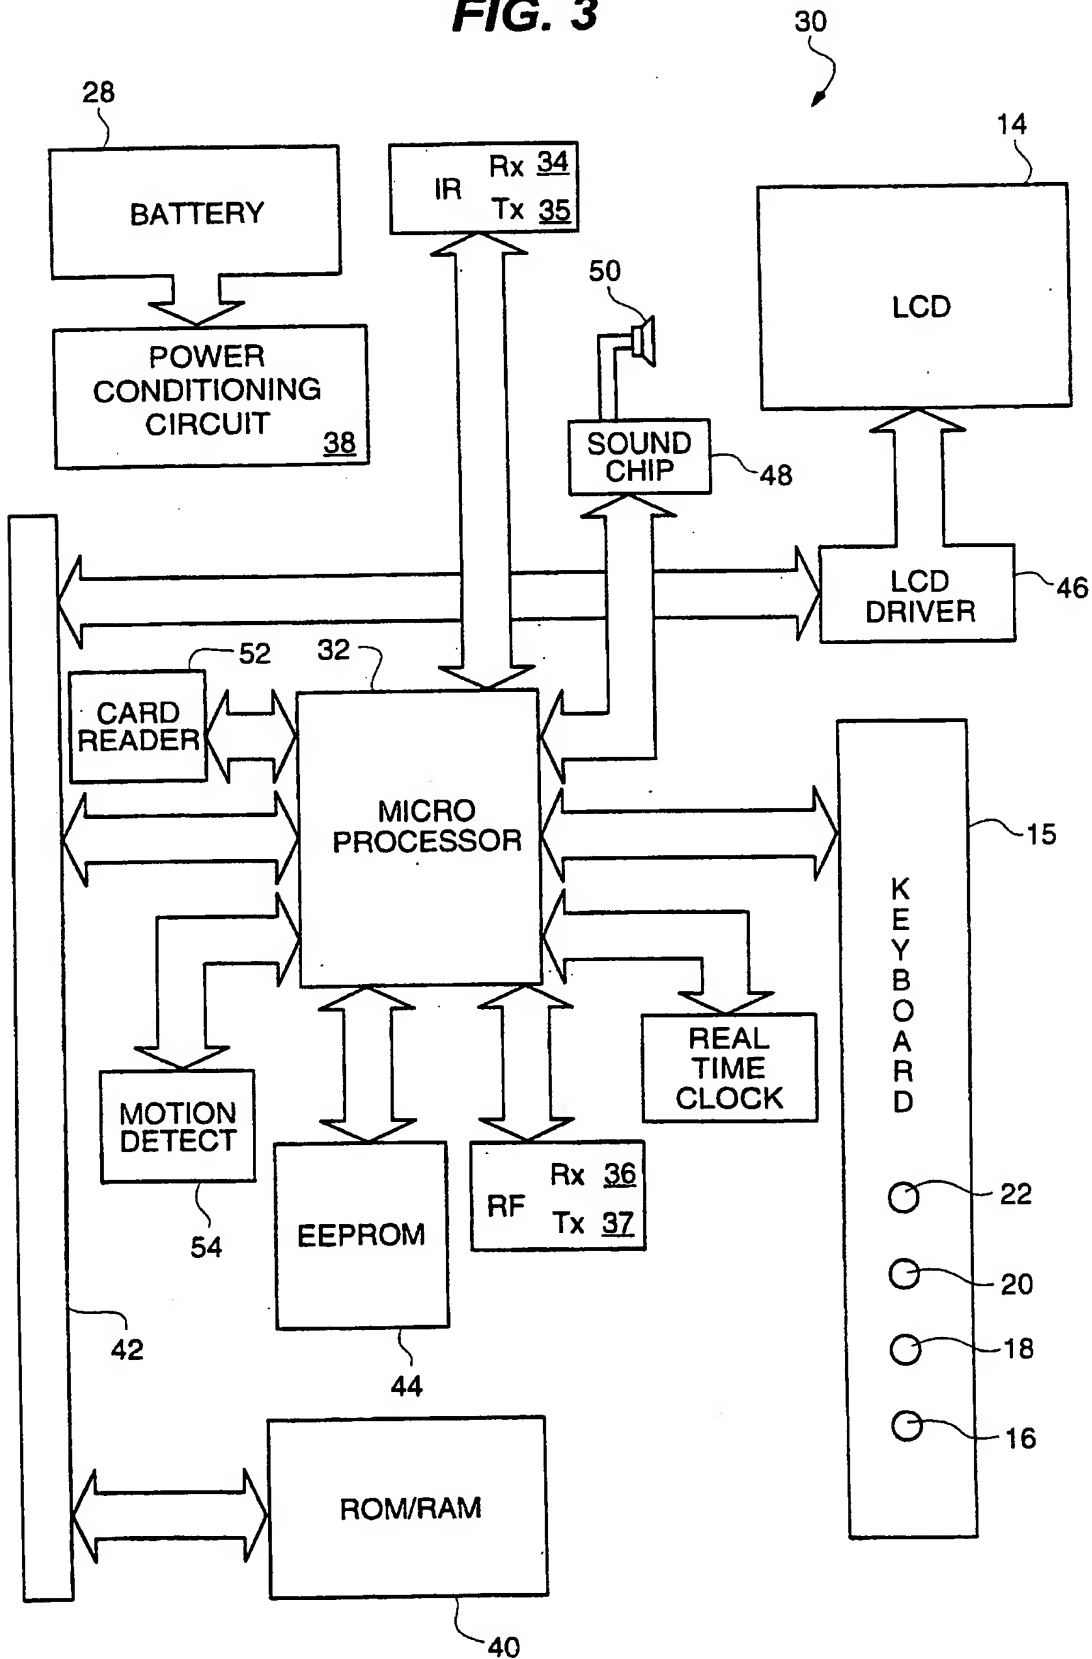 FIG. 3
30
28
BATTERY
IR
Rx 34
Tx 35
14
LCD
50
POWER
CONDITIONING
CIRCUIT
38
SOUND
CHIP
48
LCD
DRIVER
46
52
CARD
READER
32
MICRO
PROCESSOR
15
KEYBOARD
REAL
TIME
CLOCK
MOTION
DETECT
54
EEPROM
44
RF
Rx 36
Tx 37
22
20
18
16
42
ROM/RAM
40